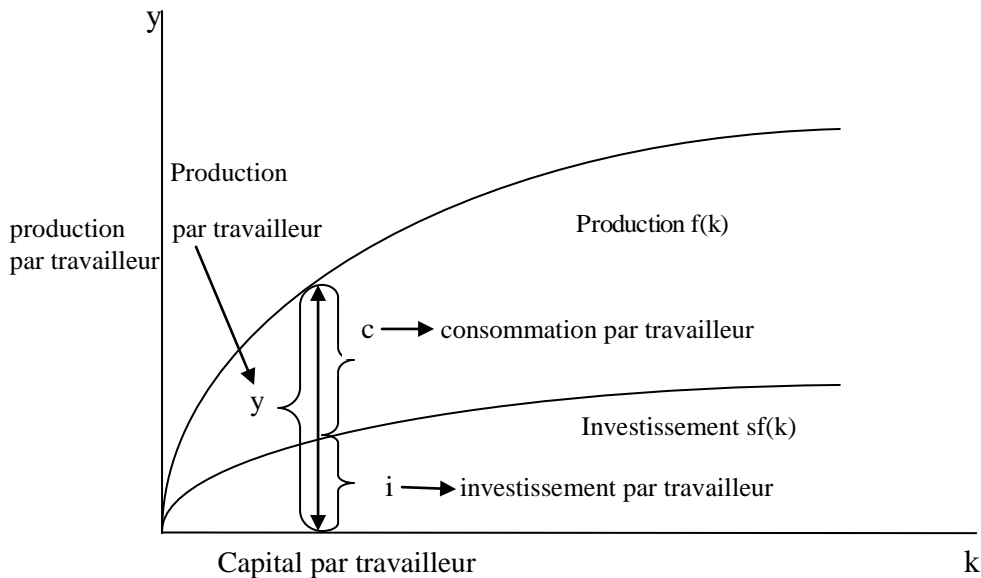 y
Production
production
par travailleur
par travailleur
Production f(k)
c
consommation par travailleur
y
Investissement sf(k)
i
investissement par travailleur
Capital par travailleur
k